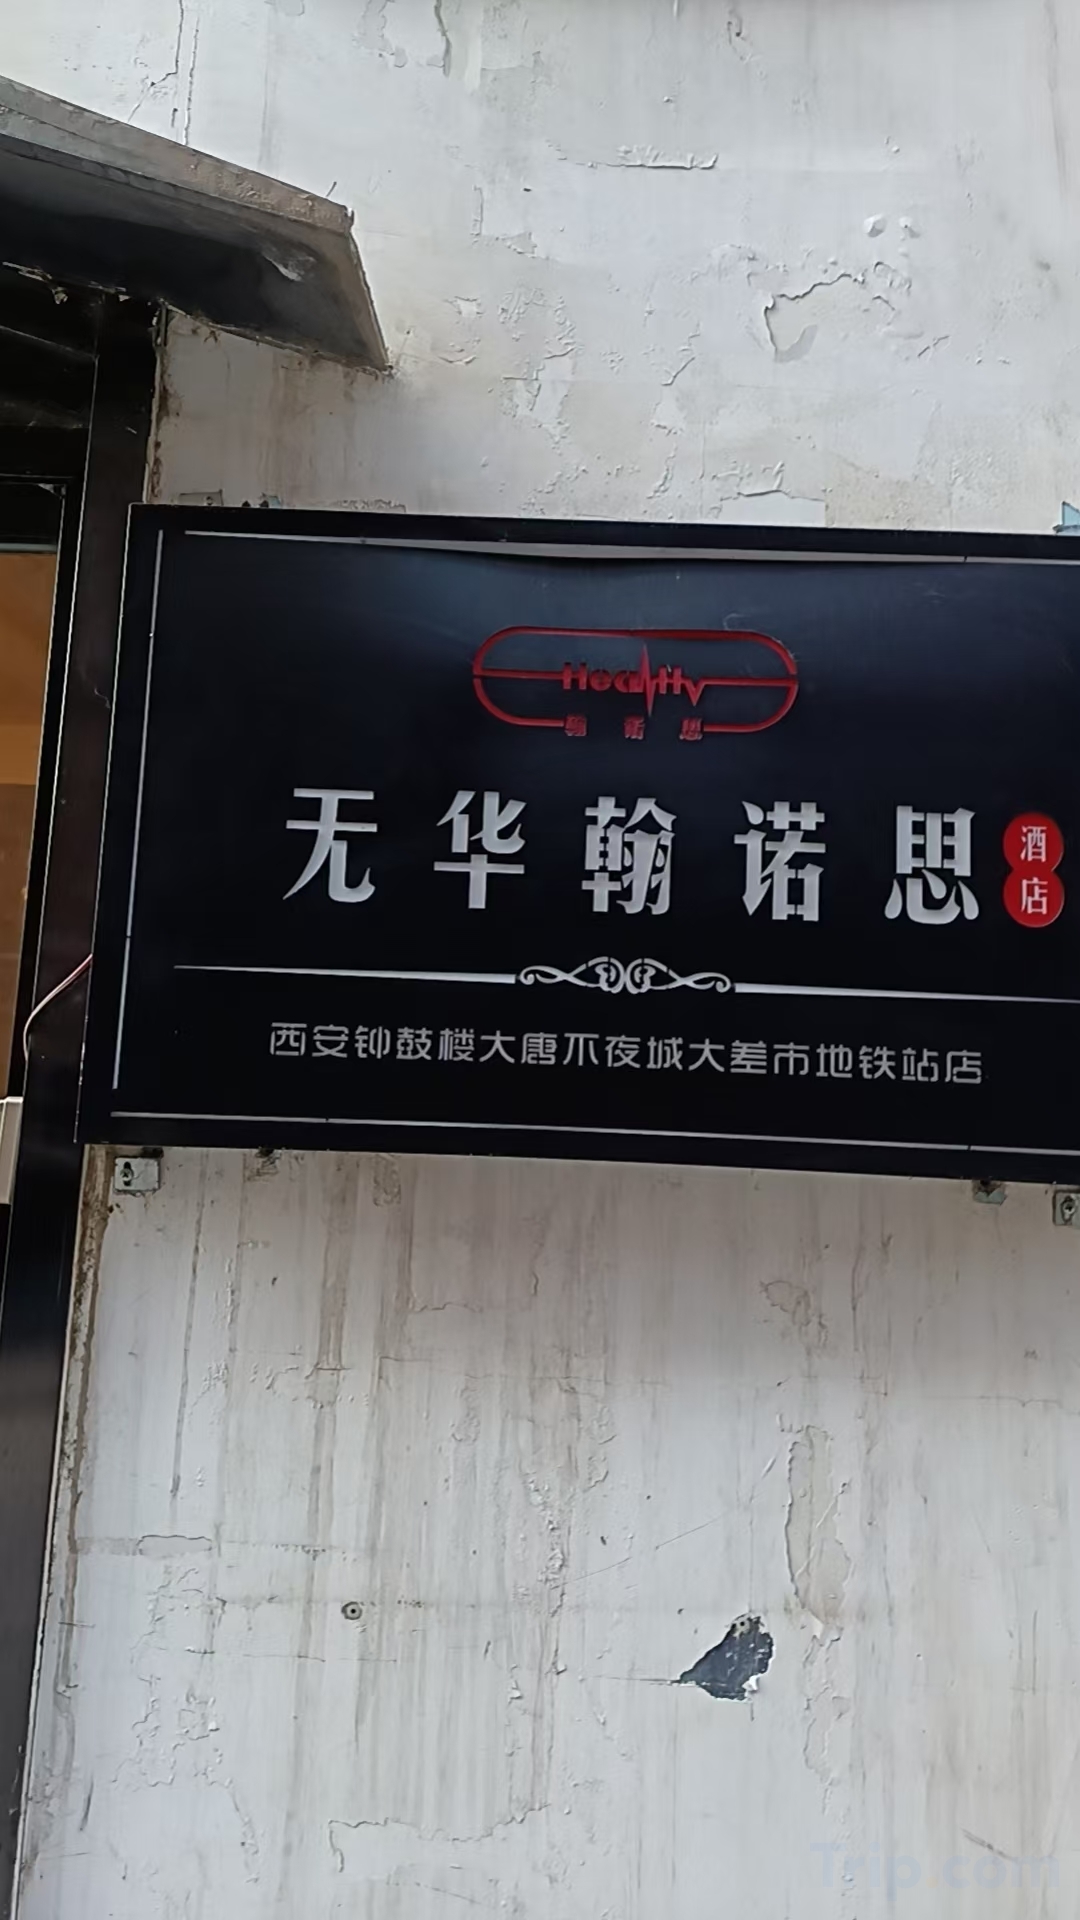 Healthy
翰诺思
无华翰诺思
酒店
西安钟鼓楼大唐不夜城大差市地铁站店
Trip.com